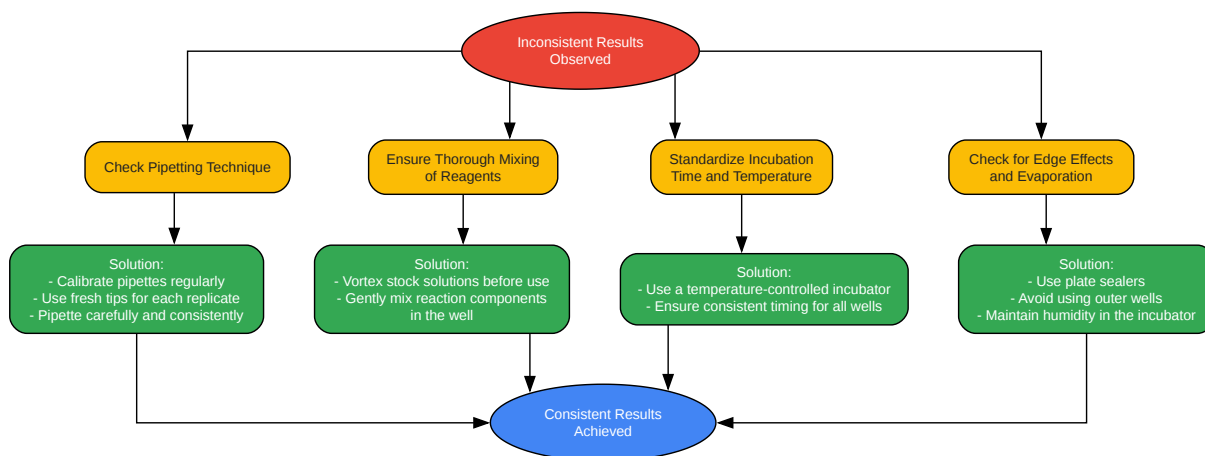 Inconsistent Results
Observed
Check Pipetting Technique
Ensure Thorough Mixing
of Reagents
Standardize Incubation
Time and Temperature
Check for Edge Effects
and Evaporation
Solution:
- Calibrate pipettes regularly
- Use fresh tips for each replicate
- Pipette carefully and consistently
Solution:
- Vortex stock solutions before use
- Gently mix reaction components
in the well
Solution:
- Use a temperature-controlled incubator
- Ensure consistent timing for all wells
Solution:
- Use plate sealers
- Avoid using outer wells
- Maintain humidity in the incubator
Consistent Results
Achieved